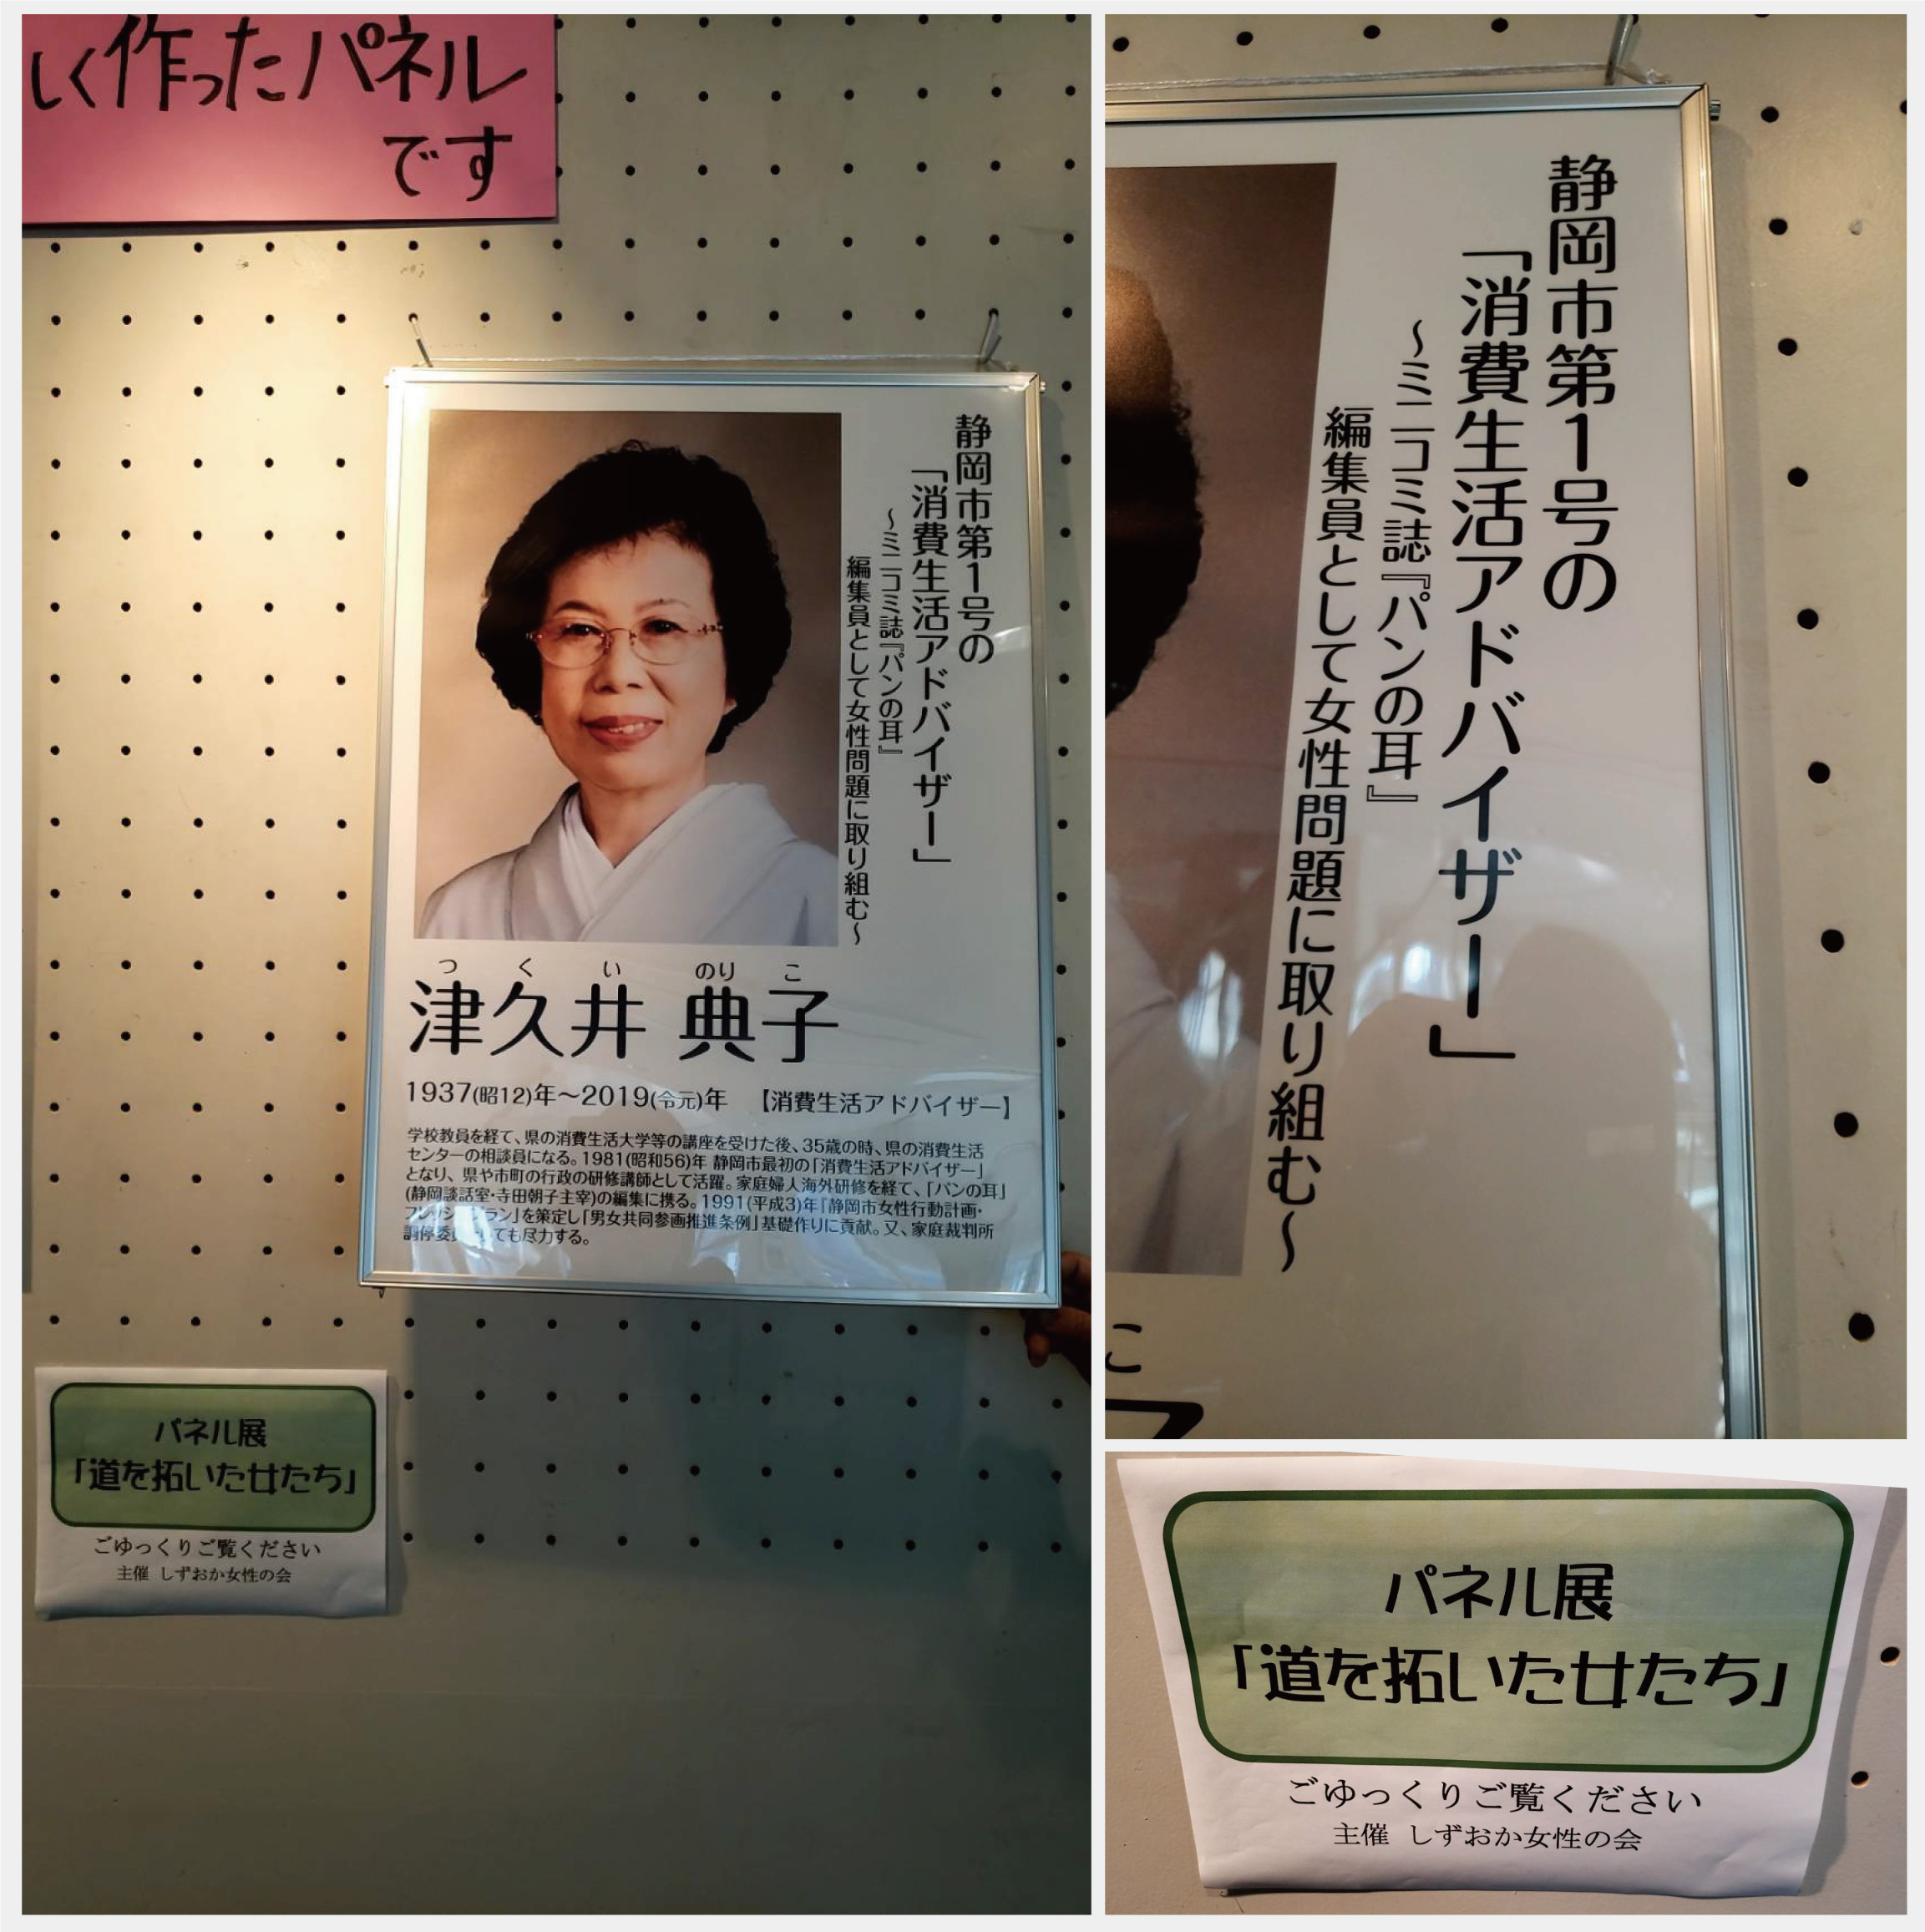 しく作ったパネル
です
静岡市第1号の
「消費生活アドバイザー」
～ミニコミ誌『パンの耳』
編集員として女性問題に取り組む～
つくい のりこ
津久井 典子
1937(昭12)年～2019(令元)年 【消費生活アドバイザー】
学校教員を経て、県の消費生活大学等の講座を受けた後、35歳の時、県の消費生活
センターの相談員になる。1981(昭和56)年 静岡市最初の「消費生活アドバイザー」
となり、県や市町の行政の研修講師として活躍。家庭婦人海外研修を経て、「パンの耳」
(静岡談話室・寺田朝子主宰)の編集に携る。1991(平成3)年『静岡市女性行動計画・
プラン」を策定し「男女共同参画推進条例」基礎作りに貢献。又、家庭裁判所
調停委ても尽力する。
パネル展
「道を拓いた女たち」
ごゆっくりご覧ください
主催 しずおか女性の会
静岡市第1号の
「消費生活アドバイザー」
～ミニコミ誌『パンの耳』
編集員として女性問題に取り組む～
こ
パネル展
「道を拓いた女たち」
ごゆっくりご覧ください
主催 しずおか女性の会